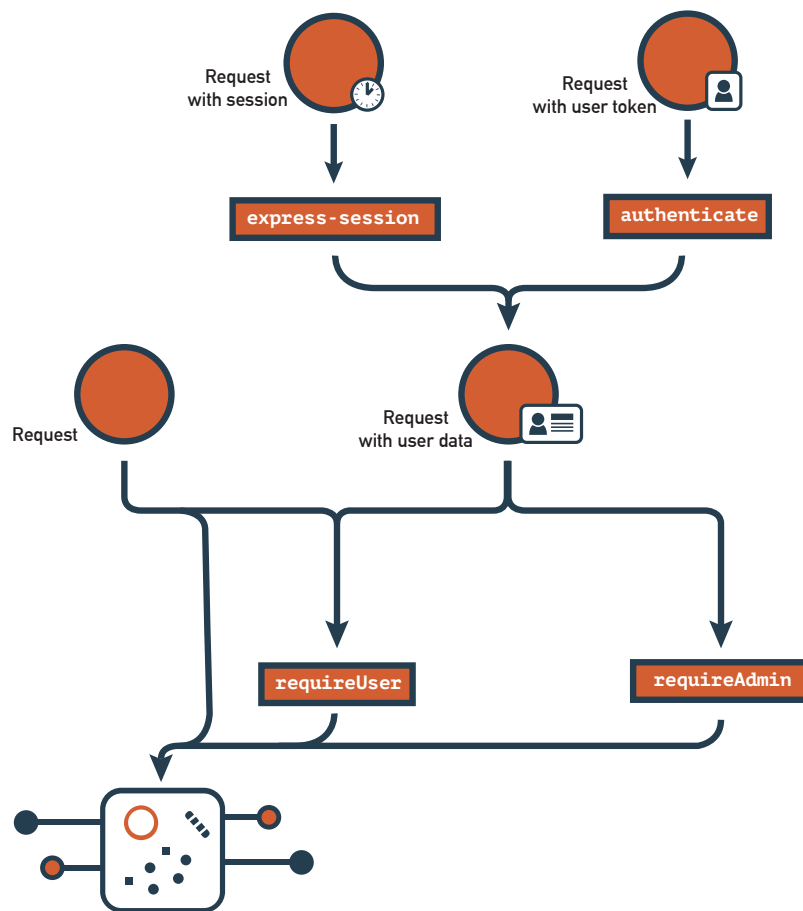 Request
with session
Request
with user token
express-session
authenticate
Request
Request
with user data
requireUser
requireAdmin